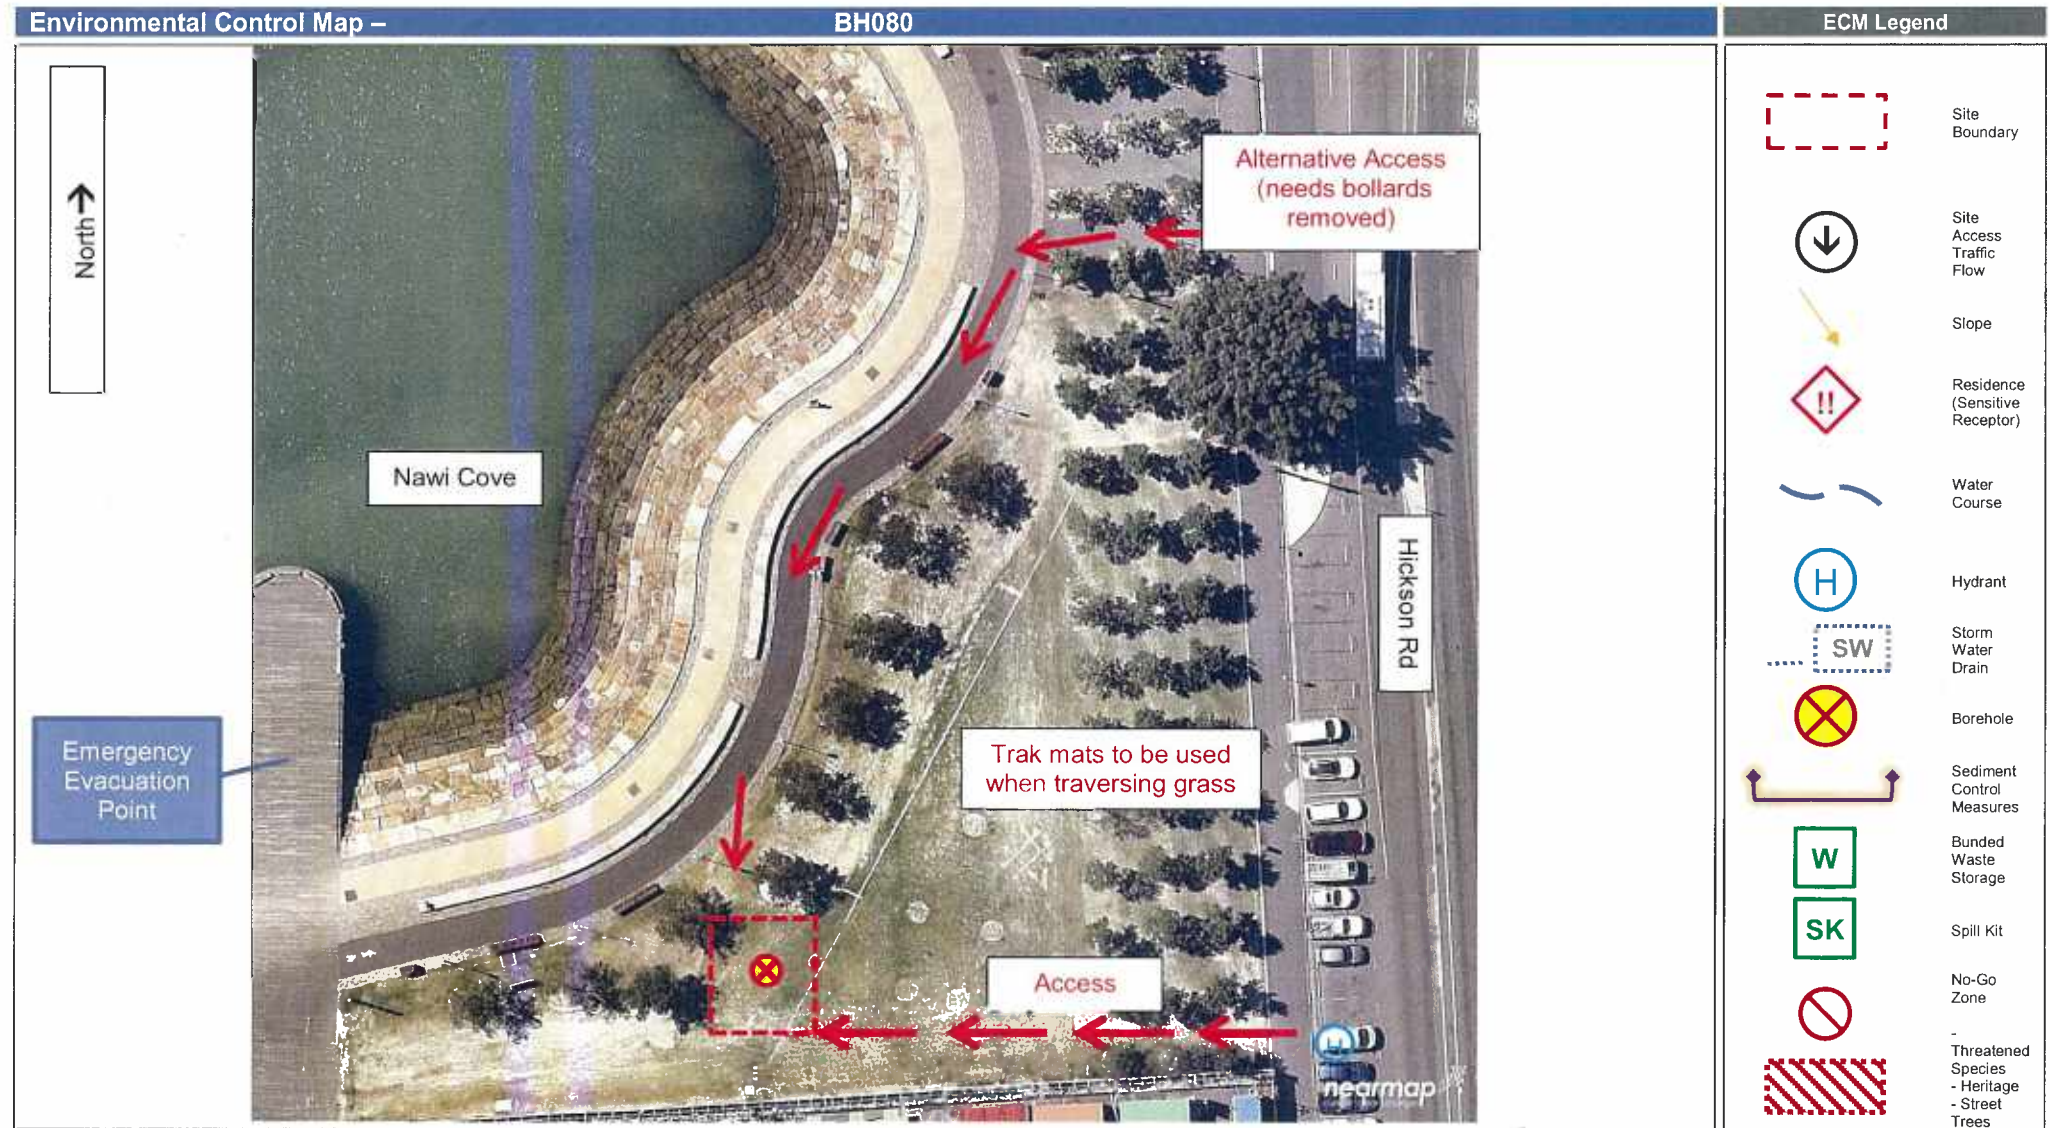 Environmental Control Map –
BH080
ECM Legend
North
Alternative Access
(needs bollards
removed)
Nawi Cove
Hickson Rd
Emergency
Evacuation
Point
Trak mats to be used
when traversing grass
Access
H
nearmap
Site
Boundary
Site
Access
Traffic
Flow
Slope
!!
Residence
(Sensitive
Receptor)
Water
Course
H
Hydrant
SW
Storm
Water
Drain
Borehole
Sediment
Control
Measures
W
Bunded
Waste
Storage
SK
Spill Kit
No-Go
Zone
-
Threatened
Species
- Heritage
- Street
Trees